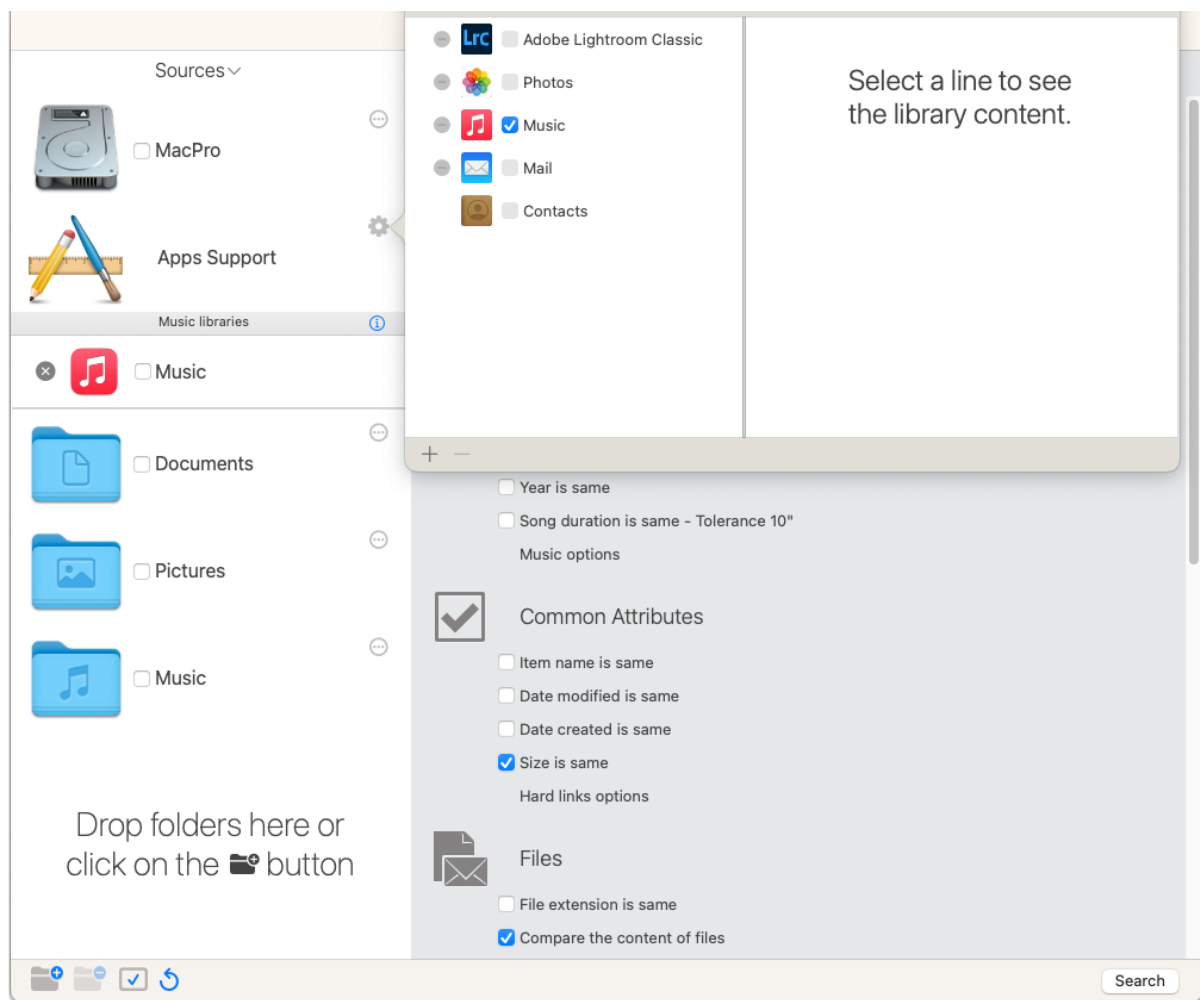 Sources
MacPro
Apps Support
Music libraries
Music
Documents
Pictures
Music
Drop folders here or
click on the button
Lrc
Adobe Lightroom Classic
Photos
Music
Mail
Contacts
Select a line to see
the library content.
Year is same
Song duration is same - Tolerance 10"
Music options
Common Attributes
Item name is same
Date modified is same
Date created is same
Size is same
Hard links options
Files
File extension is same
Compare the content of files
Search